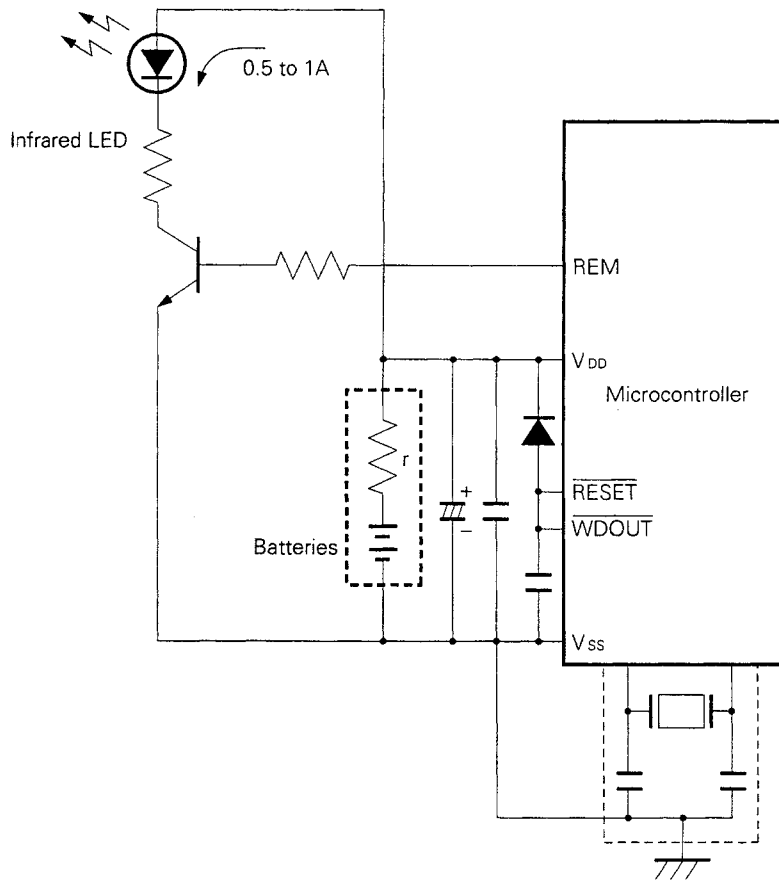 0.5 to 1A
Infrared LED
REM
VDD
Microcontroller
r
+
RESET
−
WDOUT
Batteries
VSS